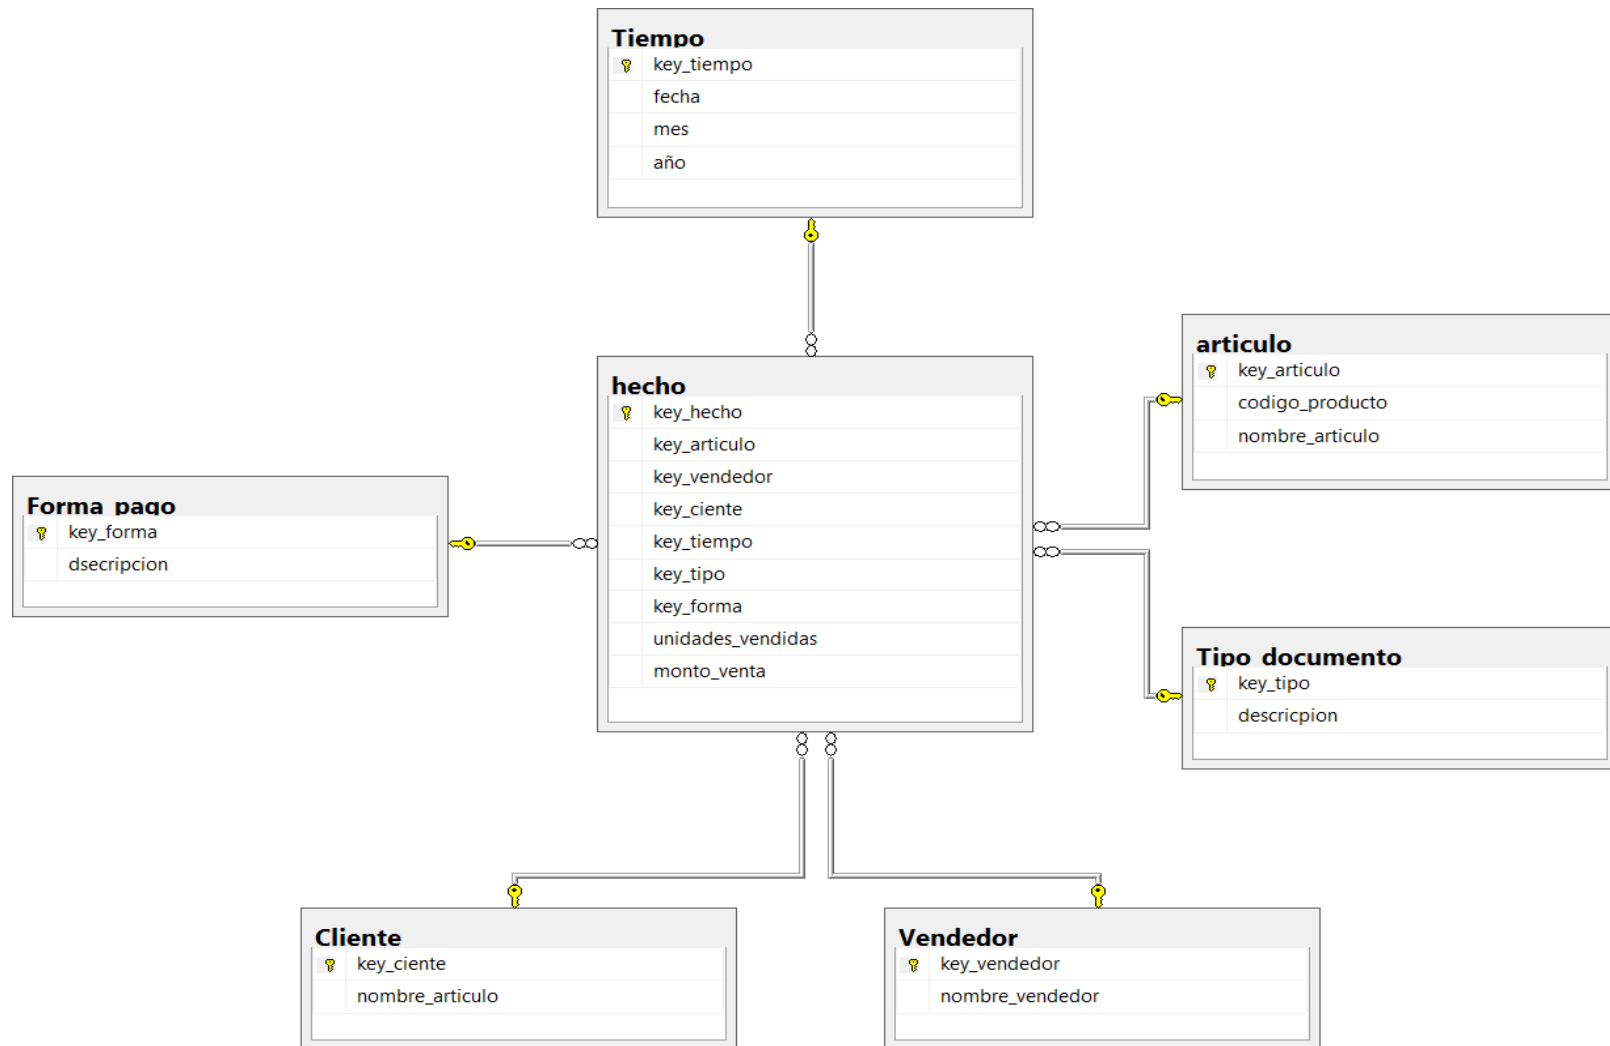 Tiempo
key_tiempo
fecha
mes
año
hecho
key_hecho
key_articulo
key_vendedor
key_ciente
key_tiempo
key_tipo
key_forma
unidades_vendidas
monto_venta
articulo
key_articulo
codigo_producto
nombre_articulo
Forma_pago
key_forma
dsecripcion
Tipo_documento
key_tipo
descricpion
Cliente
key_ciente
nombre_articulo
Vendedor
key_vendedor
nombre_vendedor